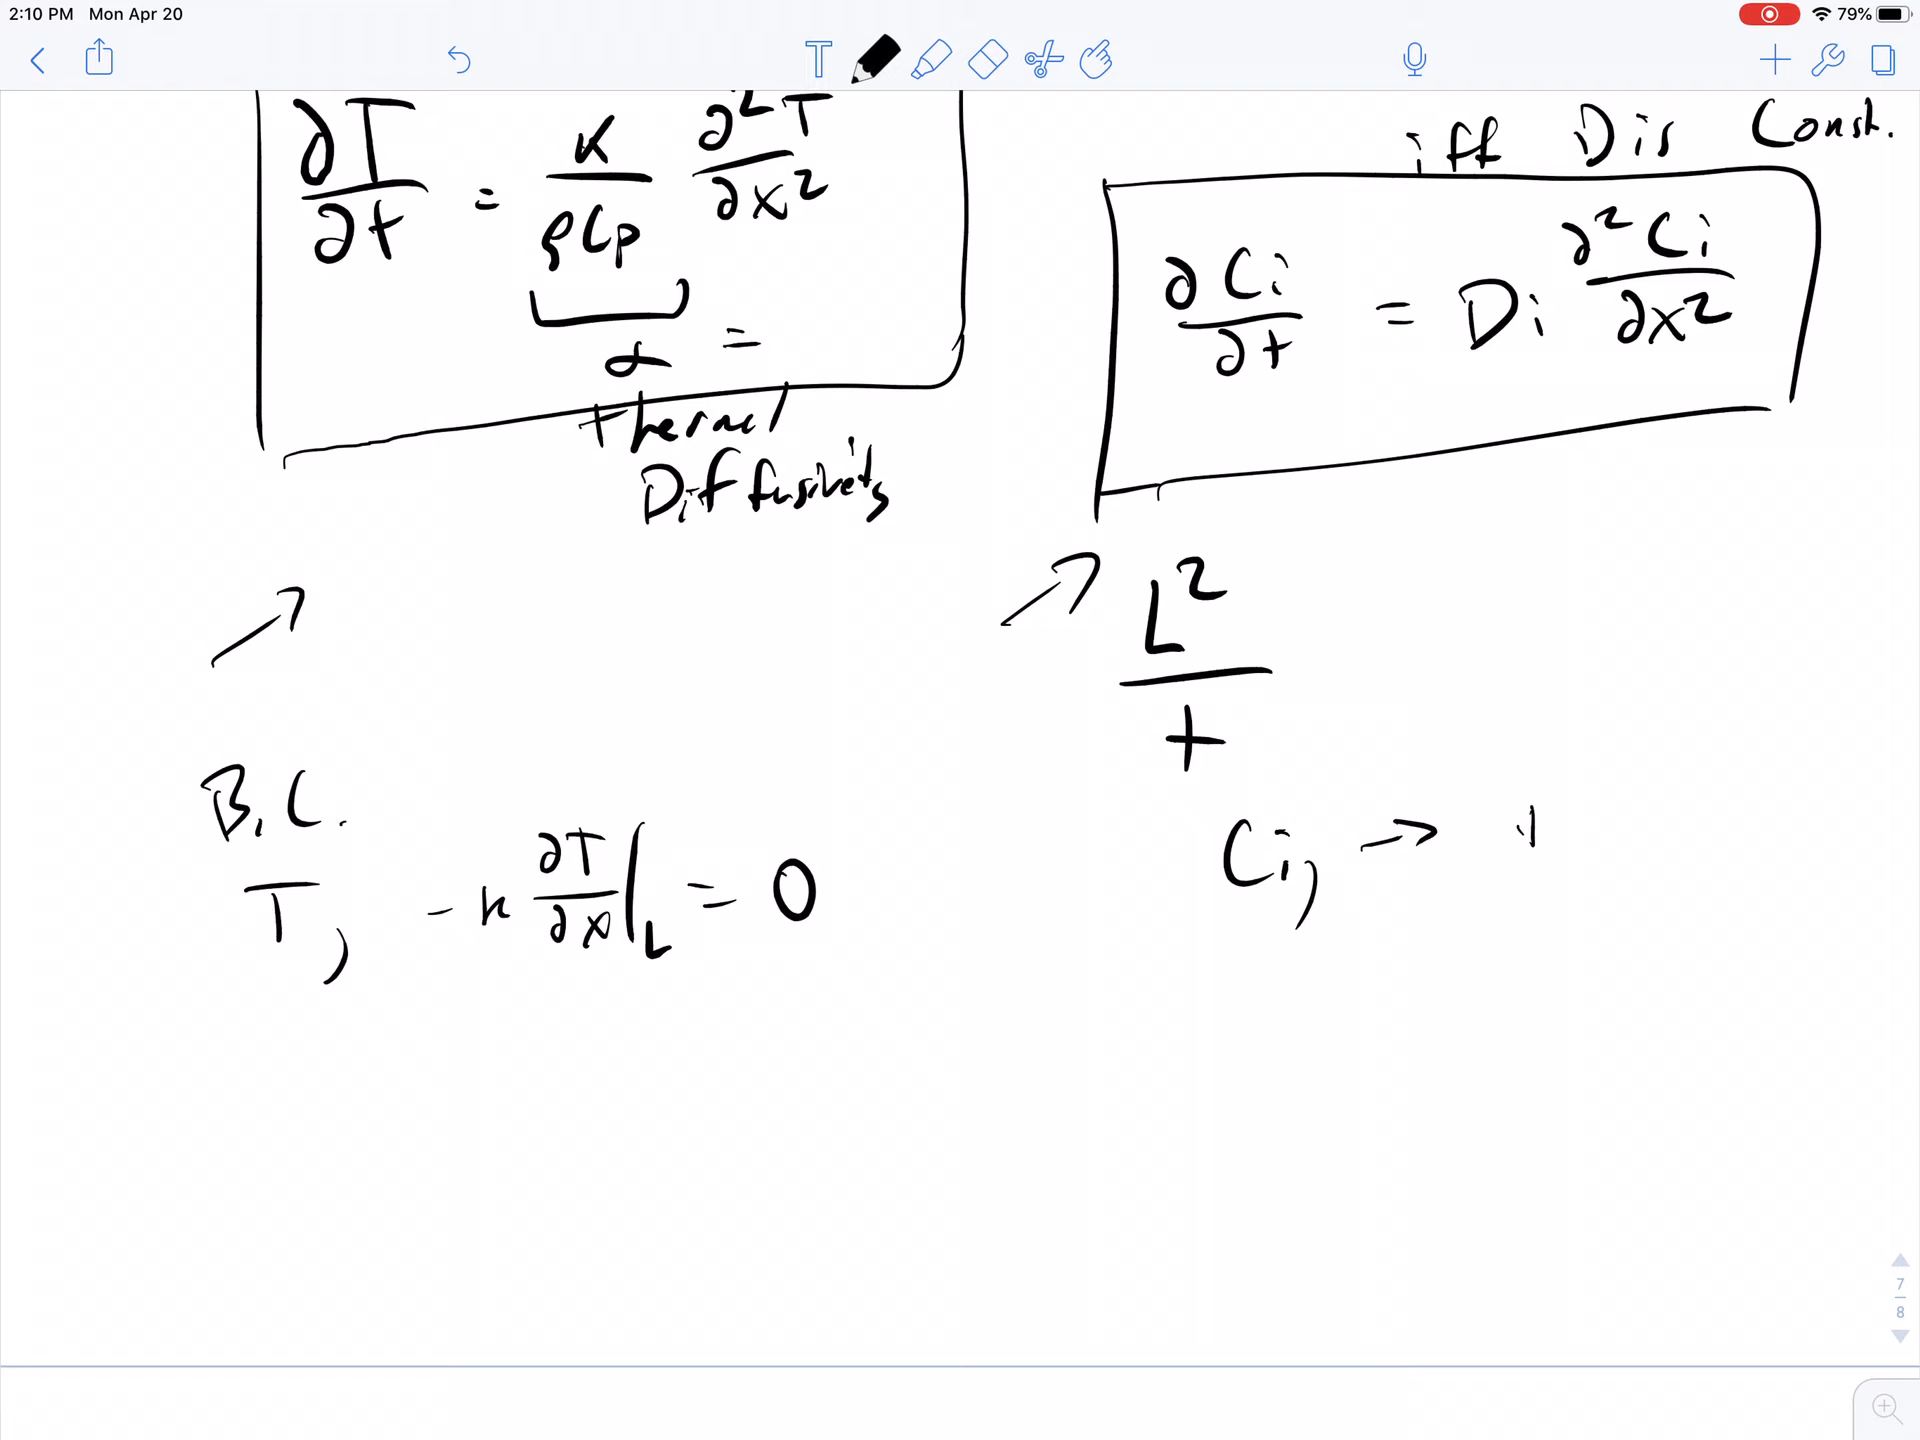 2:10 PM Mon Apr 20
79%
∂T/∂t = K/ρCp ∂²T/∂x²
α =
thermal
Diffusivity
iff Dis Const.
∂Ci/∂t = Di ∂²Ci/∂x²
L²/t
B.C.
T, -k ∂T/∂x|L = 0
Ci, →
7
8